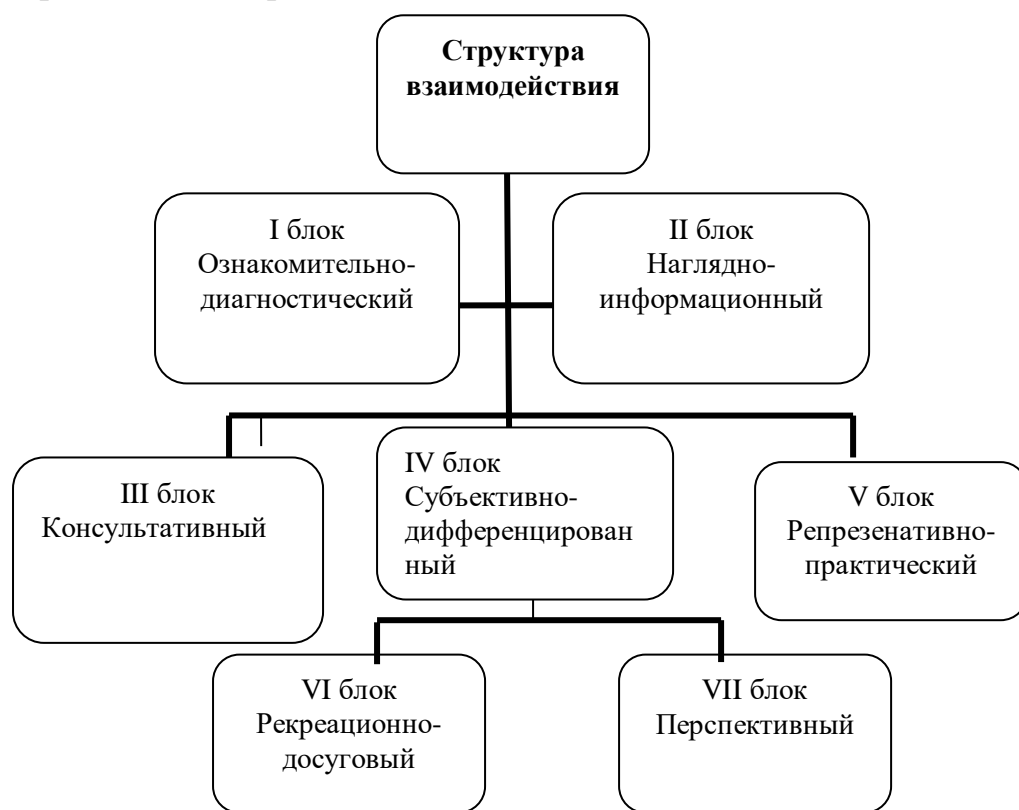 Структура
взаимодействия
I блок
Ознакомительно-
диагностический
II блок
Наглядно-
информационный
III блок
Консультативный
IV блок
Субъективно-
дифференцирован
ный
V блок
Репрезенативно-
практический
VI блок
Рекреационно-
досуговый
VII блок
Перспективный